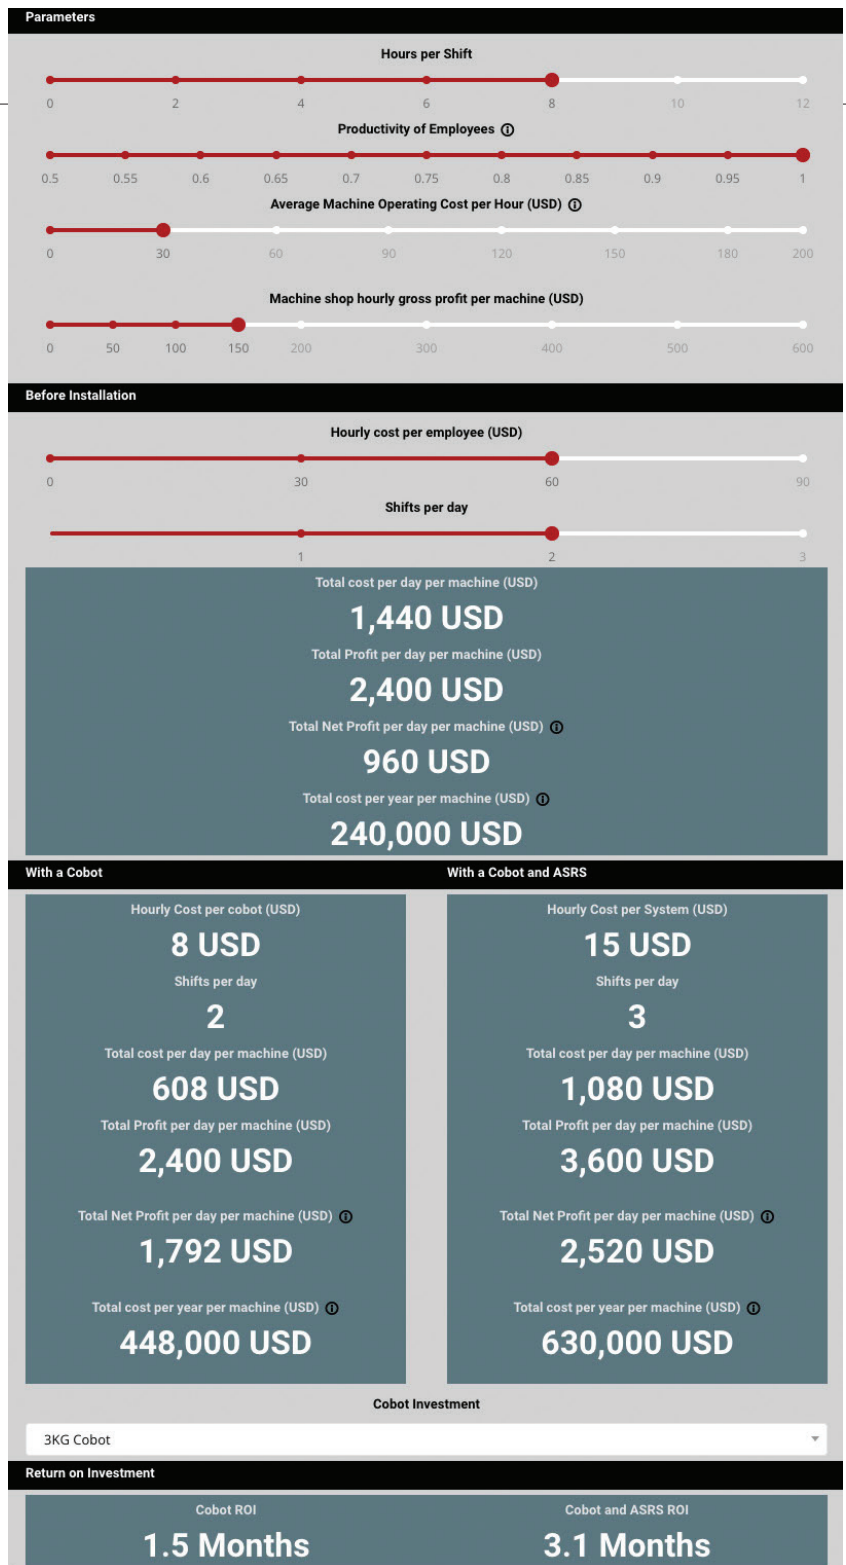 Parameters
Hours per Shift
0 2 4 6 8 10 12
Productivity of Employees
0.5 0.55 0.6 0.65 0.7 0.75 0.8 0.85 0.9 0.95 1
Average Machine Operating Cost per Hour (USD)
0 30 60 90 120 150 180 200
Machine shop hourly gross profit per machine (USD)
0 50 100 150 200 300 400 500 600
Before Installation
Hourly cost per employee (USD)
0 30 60 90
Shifts per day
1 2 3
Total cost per day per machine (USD)
1,440 USD
Total Profit per day per machine (USD)
2,400 USD
Total Net Profit per day per machine (USD)
960 USD
Total cost per year per machine (USD)
240,000 USD
With a Cobot
Hourly Cost per cobot (USD)
8 USD
Shifts per day
2
Total cost per day per machine (USD)
608 USD
Total Profit per day per machine (USD)
2,400 USD
Total Net Profit per day per machine (USD)
1,792 USD
Total cost per year per machine (USD)
448,000 USD
With a Cobot and ASRS
Hourly Cost per System (USD)
15 USD
Shifts per day
3
Total cost per day per machine (USD)
1,080 USD
Total Profit per day per machine (USD)
3,600 USD
Total Net Profit per day per machine (USD)
2,520 USD
Total cost per year per machine (USD)
630,000 USD
Cobot Investment
3KG Cobot
Return on Investment
Cobot ROI
1.5 Months
Cobot and ASRS ROI
3.1 Months